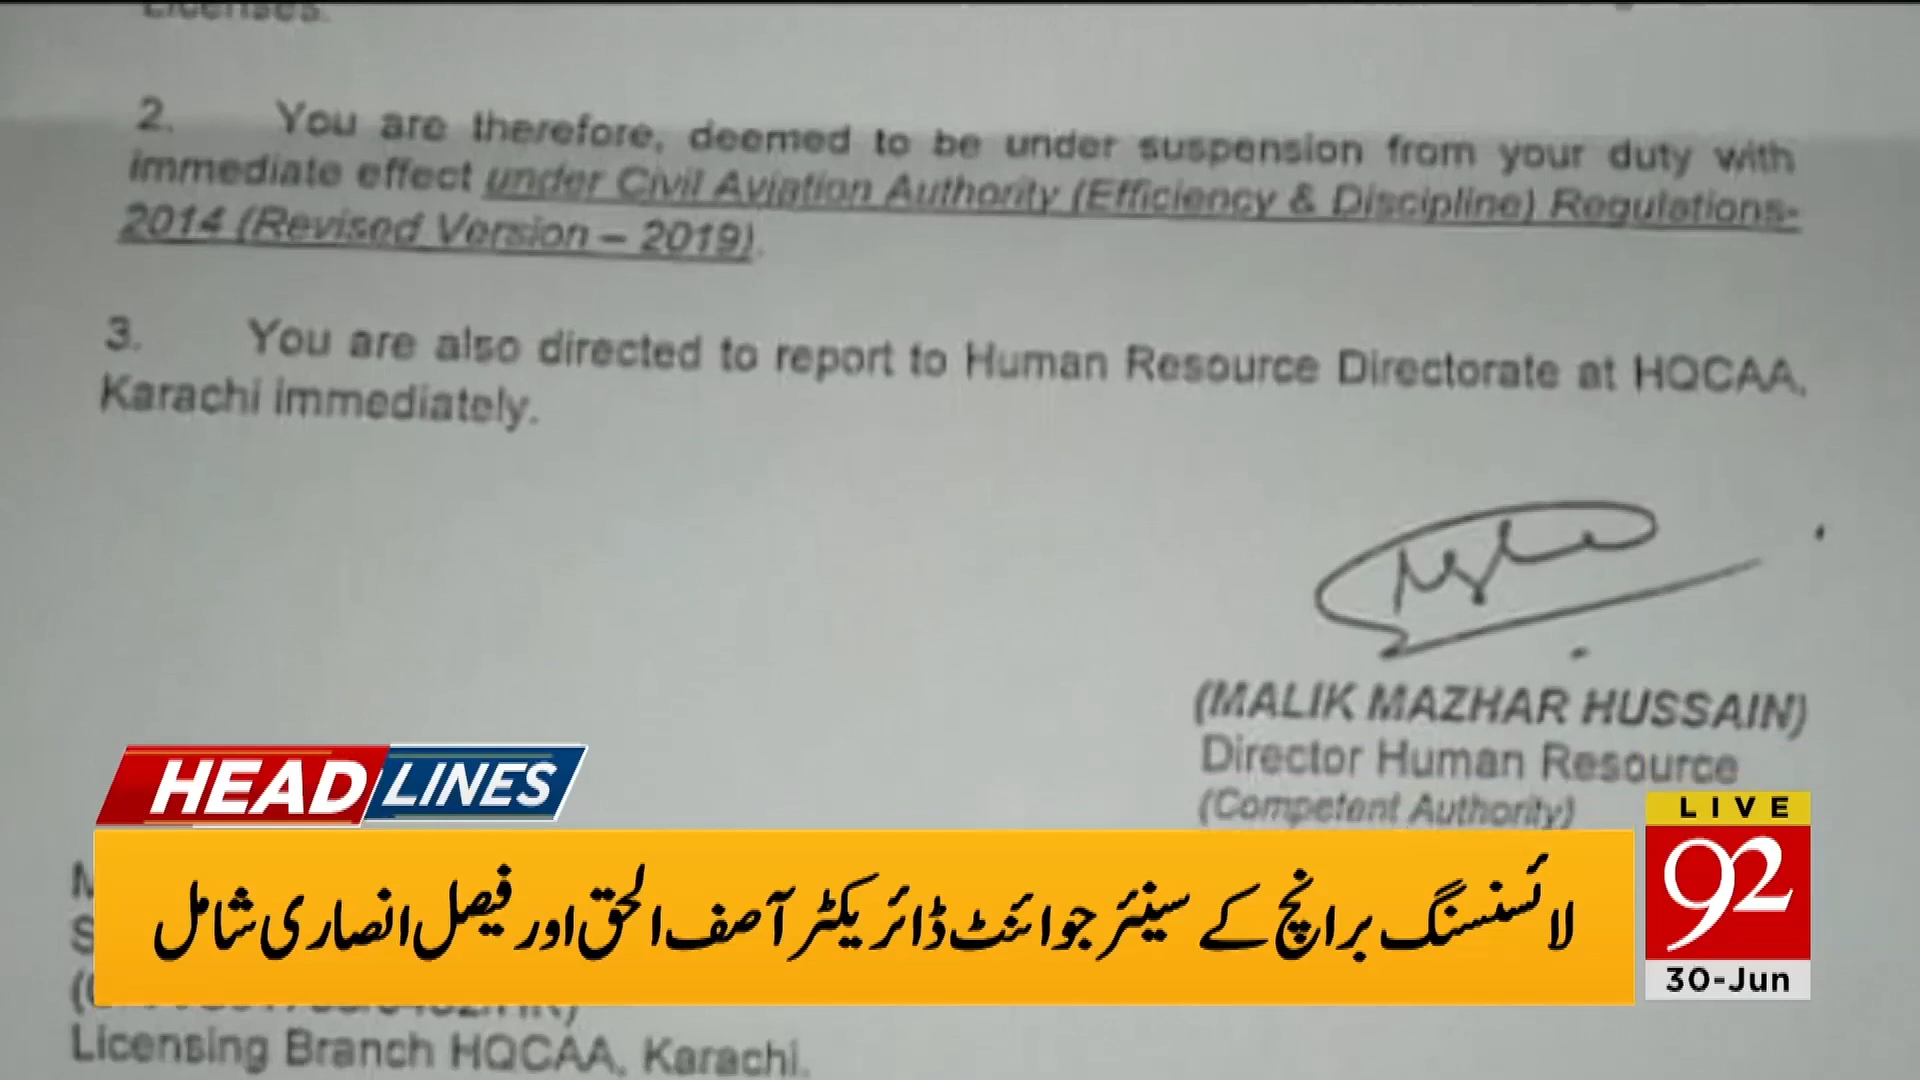 Licenses.
2. You are therefore, deemed to be under suspension from your duty with
immediate effect under Civil Aviation Authority (Efficiency & Discipline) Regulations-
2014 (Revised Version – 2019).
3. You are also directed to report to Human Resource Directorate at HQCAA,
Karachi immediately.
(MALIK MAZHAR HUSSAIN)
Director Human Resource
(Competent Authority)
HEADLINES
LIVE
92
30-Jun
لائسنسنگ برانچ کے سینئر جوائنٹ ڈائریکٹر آصف الحق اور فیصل انصاری شامل
Licensing Branch HQCAA, Karachi.